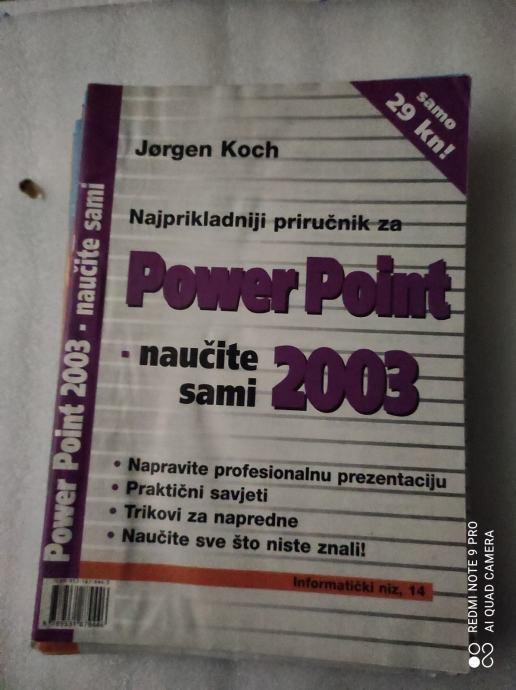 samo
29 kn!
Jørgen Koch
Najprikladniji priručnik za
Power Point
· naučite
sami 2003
• Napravite profesionalnu prezentaciju
• Praktični savjeti
• Trikovi za napredne
• Naučite sve što niste znali!
Informatički niz, 14
Power Point 2003 · naučite sami
REDMI NOTE 9 PRO
AI QUAD CAMERA